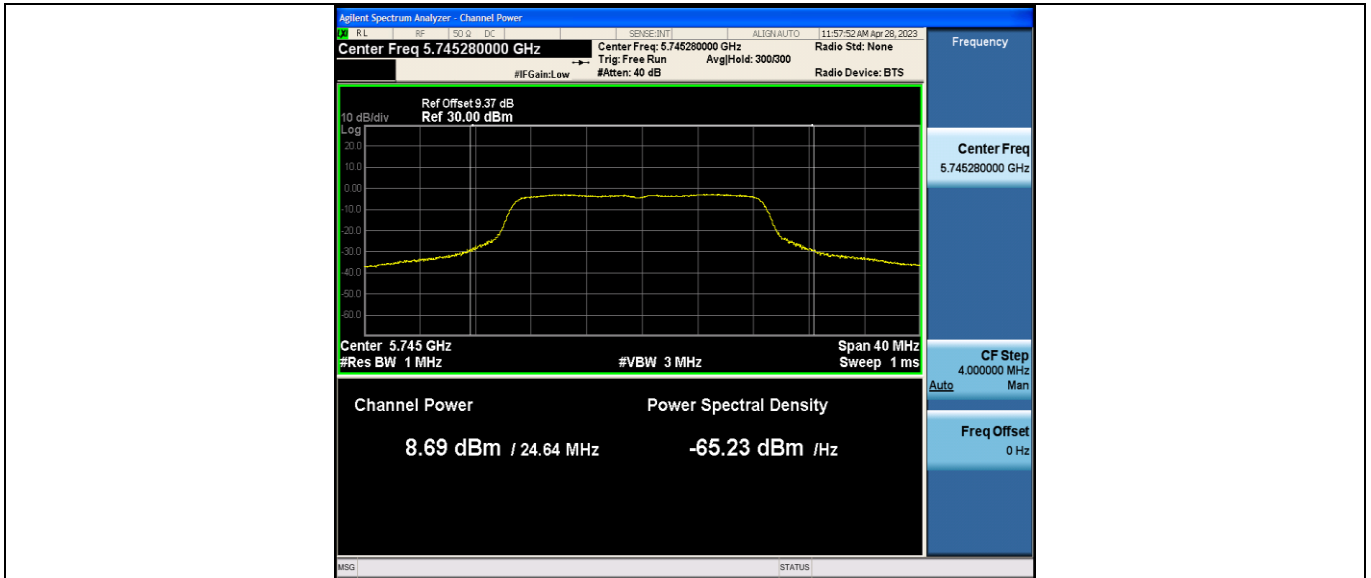 Agilent Spectrum Analyzer - Channel Power
RL RF 50 Ω DC SENSE:INT ALIGN AUTO 11:57:52 AM Apr 28, 2023
Center Freq 5.745280000 GHz
Center Freq: 5.745280000 GHz
Radio Std: None
Trig: Free Run Avg|Hold: 300/300
#IFGain:Low
#Atten: 40 dB
Radio Device: BTS
Ref Offset 9.37 dB
10 dB/div Ref 30.00 dBm
Log
20.0
10.0
0.00
-10.0
-20.0
-30.0
-40.0
-50.0
-60.0
Center 5.745 GHz Span 40 MHz
#Res BW 1 MHz #VBW 3 MHz Sweep 1 ms
Channel Power Power Spectral Density
8.69 dBm / 24.64 MHz -65.23 dBm /Hz
MSG STATUS
Frequency
Center Freq
5.745280000 GHz
CF Step
4.000000 MHz
Auto Man
Freq Offset
0 Hz